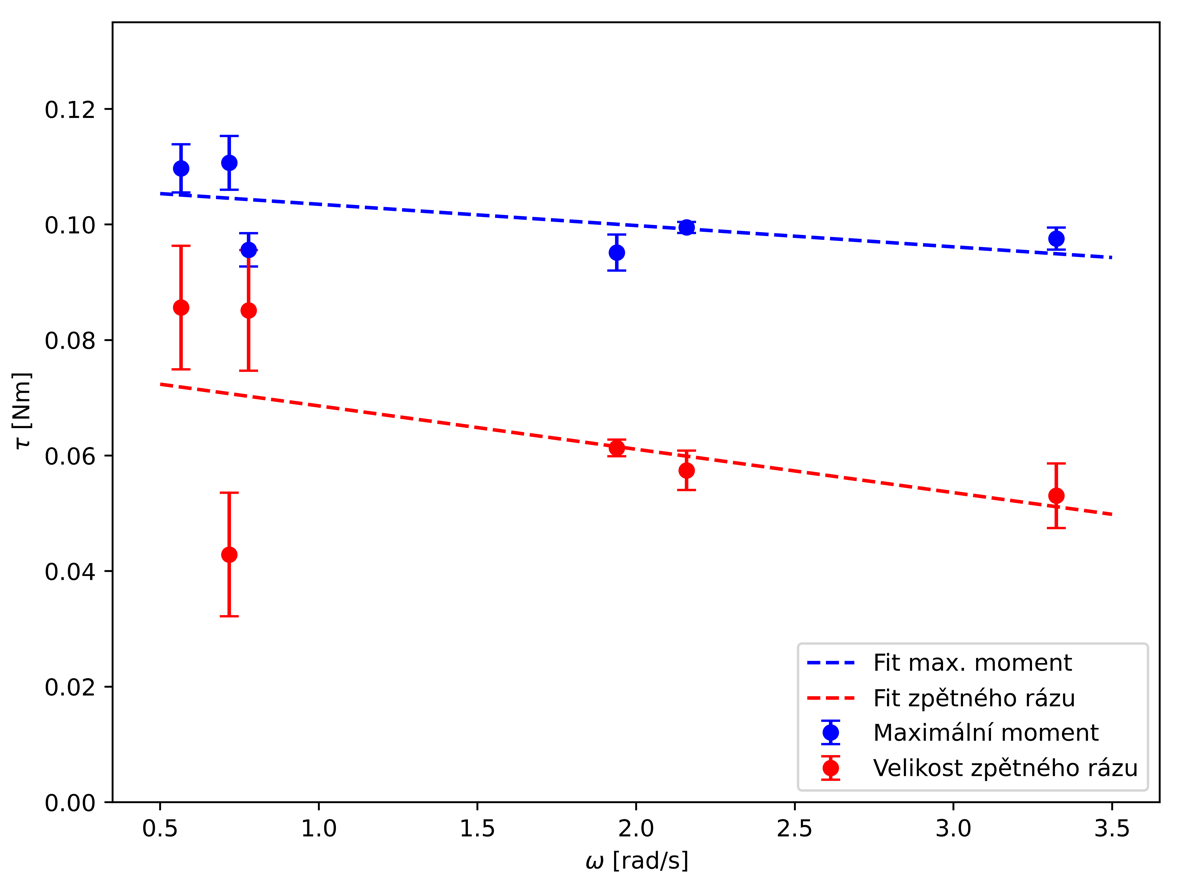 0.12
0.10
0.08
0.06
0.04
0.02
0.00
τ [Nm]
0.5 1.0 1.5 2.0 2.5 3.0 3.5
ω [rad/s]
Fit max. moment
Fit zpětného rázu
Maximální moment
Velikost zpětného rázu